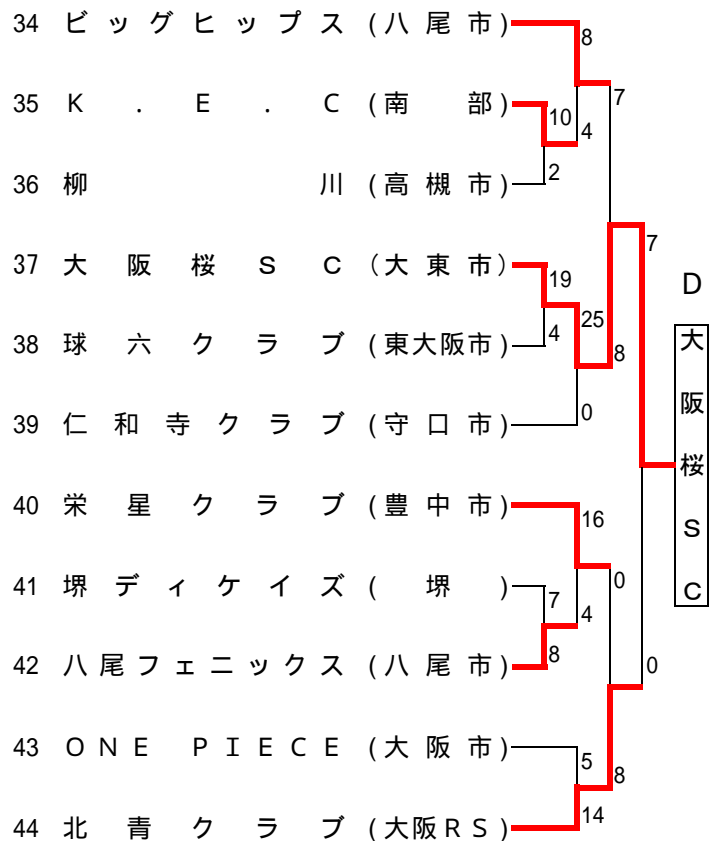 34 ビッグヒップス (八尾市)
8
7
35 K . E . C (南 部)
10
4
36 柳 川 (高槻市)
2
7
37 大阪桜SC (大東市)
19
D
25
38 球六クラブ (東大阪市)
4
8
大阪桜SC
39 仁和寺クラブ (守口市)
0
40 栄星クラブ (豊中市)
16
0
41 堺ディケイズ ( 堺 )
7
4
42 八尾フェニックス (八尾市)
8
0
43 ONE PIECE (大阪市)
5
8
44 北青クラブ (大阪RS)
14